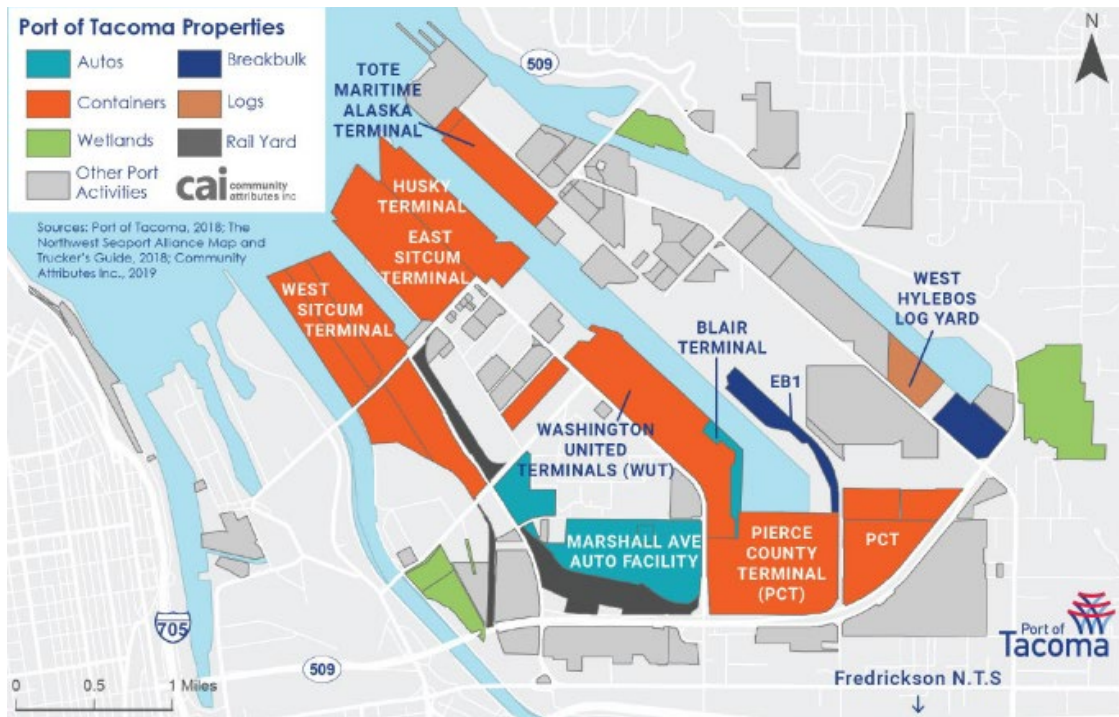 Port of Tacoma Properties
Autos
Breakbulk
Containers
Logs
Wetlands
Rail Yard
Other Port
Activities
cai community
attributes inc
Sources: Port of Tacoma, 2018; The
Northwest Seaport Alliance Map and
Trucker's Guide, 2018; Community
Attributes Inc., 2019
509
N
TOTE
MARITIME
ALASKA
TERMINAL
HUSKY
TERMINAL
EAST
SITCUM
TERMINAL
WEST
SITCUM
TERMINAL
WEST
HYLEBOS
LOG YARD
BLAIR
TERMINAL
EB1
WASHINGTON
UNITED
TERMINALS (WUT)
MARSHALL AVE
AUTO FACILITY
PIERCE
COUNTY
TERMINAL
(PCT)
PCT
705
509
Port of
Tacoma
Fredrickson N.T.S
0 0.5 1 Miles